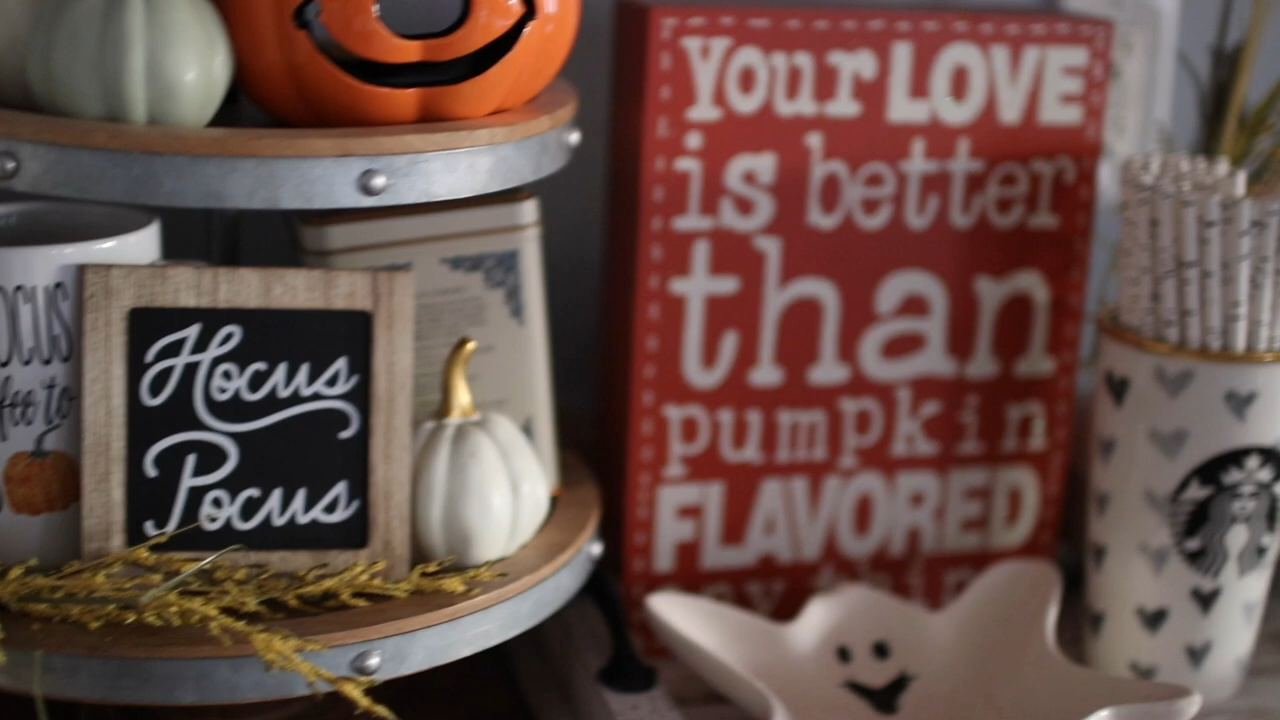 Your LOVE
is better
than
pumpkin
FLAVORED
Hocus
Pocus